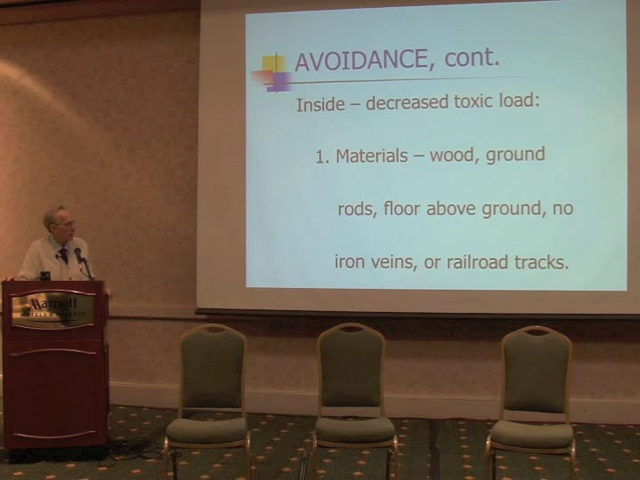 AVOIDANCE, cont.
Inside – decreased toxic load:
1. Materials – wood, ground
rods, floor above ground, no
iron veins, or railroad tracks.
Marriott